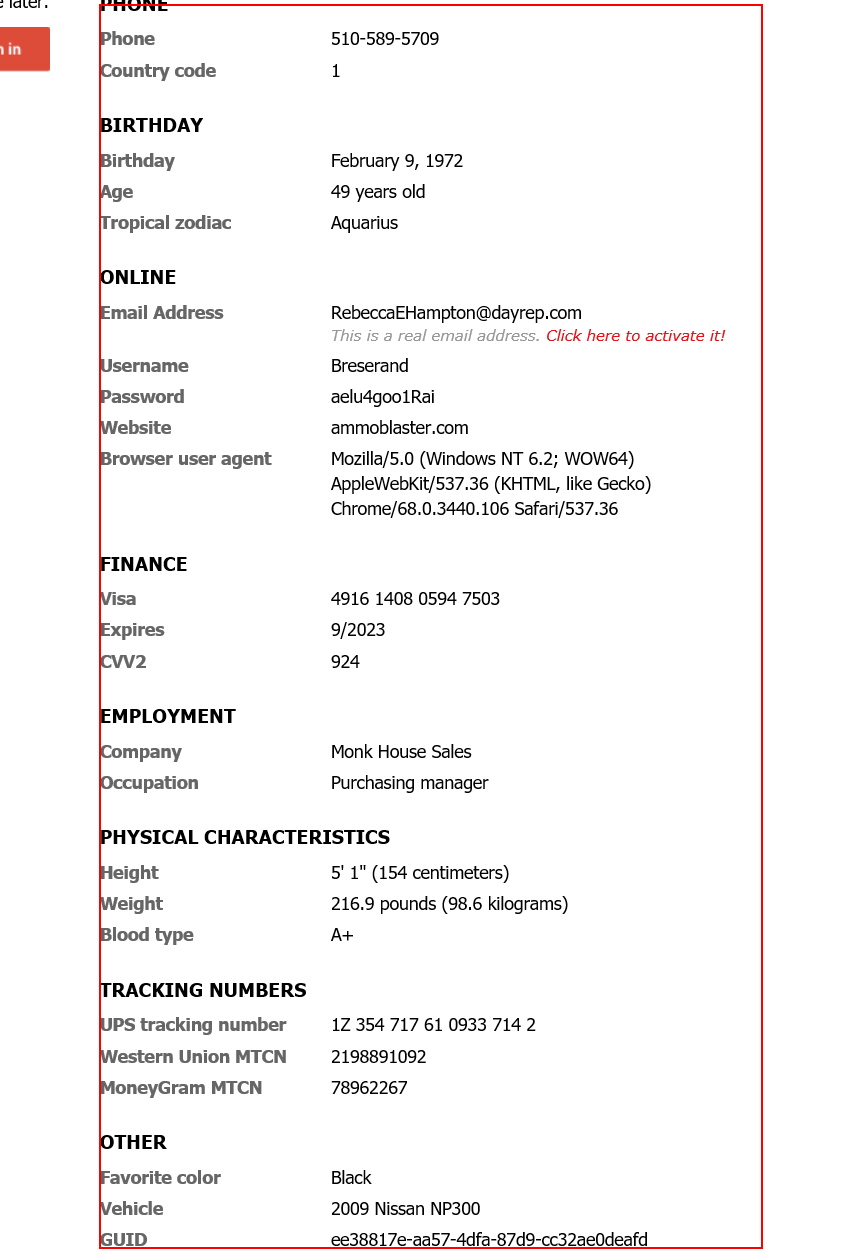 e later.
n in
PHONE
Phone 510-589-5709
Country code 1
BIRTHDAY
Birthday February 9, 1972
Age 49 years old
Tropical zodiac Aquarius
ONLINE
Email Address RebeccaEHampton@dayrep.com
This is a real email address. Click here to activate it!
Username Breserand
Password aelu4goo1Rai
Website ammoblaster.com
Browser user agent Mozilla/5.0 (Windows NT 6.2; WOW64)
AppleWebKit/537.36 (KHTML, like Gecko)
Chrome/68.0.3440.106 Safari/537.36
FINANCE
Visa 4916 1408 0594 7503
Expires 9/2023
CVV2 924
EMPLOYMENT
Company Monk House Sales
Occupation Purchasing manager
PHYSICAL CHARACTERISTICS
Height 5' 1" (154 centimeters)
Weight 216.9 pounds (98.6 kilograms)
Blood type A+
TRACKING NUMBERS
UPS tracking number 1Z 354 717 61 0933 714 2
Western Union MTCN 2198891092
MoneyGram MTCN 78962267
OTHER
Favorite color Black
Vehicle 2009 Nissan NP300
GUID ee38817e-aa57-4dfa-87d9-cc32ae0deafd